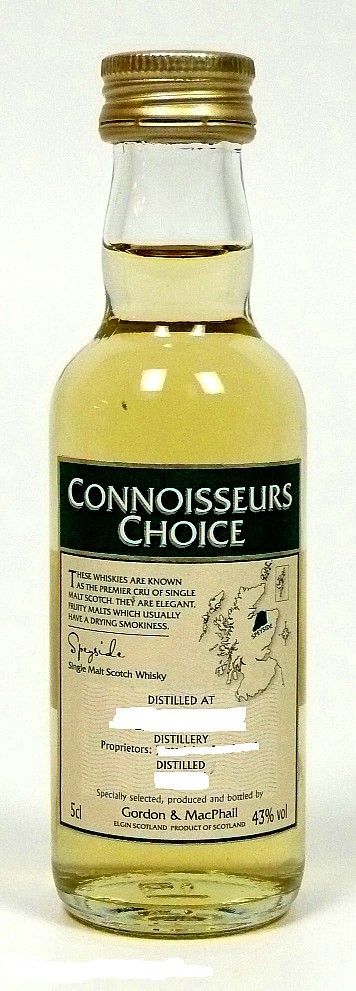 CONNOISSEURS
CHOICE
THESE WHISKIES ARE KNOWN
AS THE PREMIER CRU OF SINGLE
MALT SCOTCH. THEY ARE ELEGANT,
FRUITY MALTS WHICH USUALLY
HAVE A DRYING SMOKINESS.
SPEYSIDE
Speyside
Single Malt Scotch Whisky
DISTILLED AT
DISTILLERY
Proprietors:
DISTILLED
Specially selected, produced and bottled by
5cl Gordon & MacPhail 43% vol
ELGIN SCOTLAND PRODUCT OF SCOTLAND